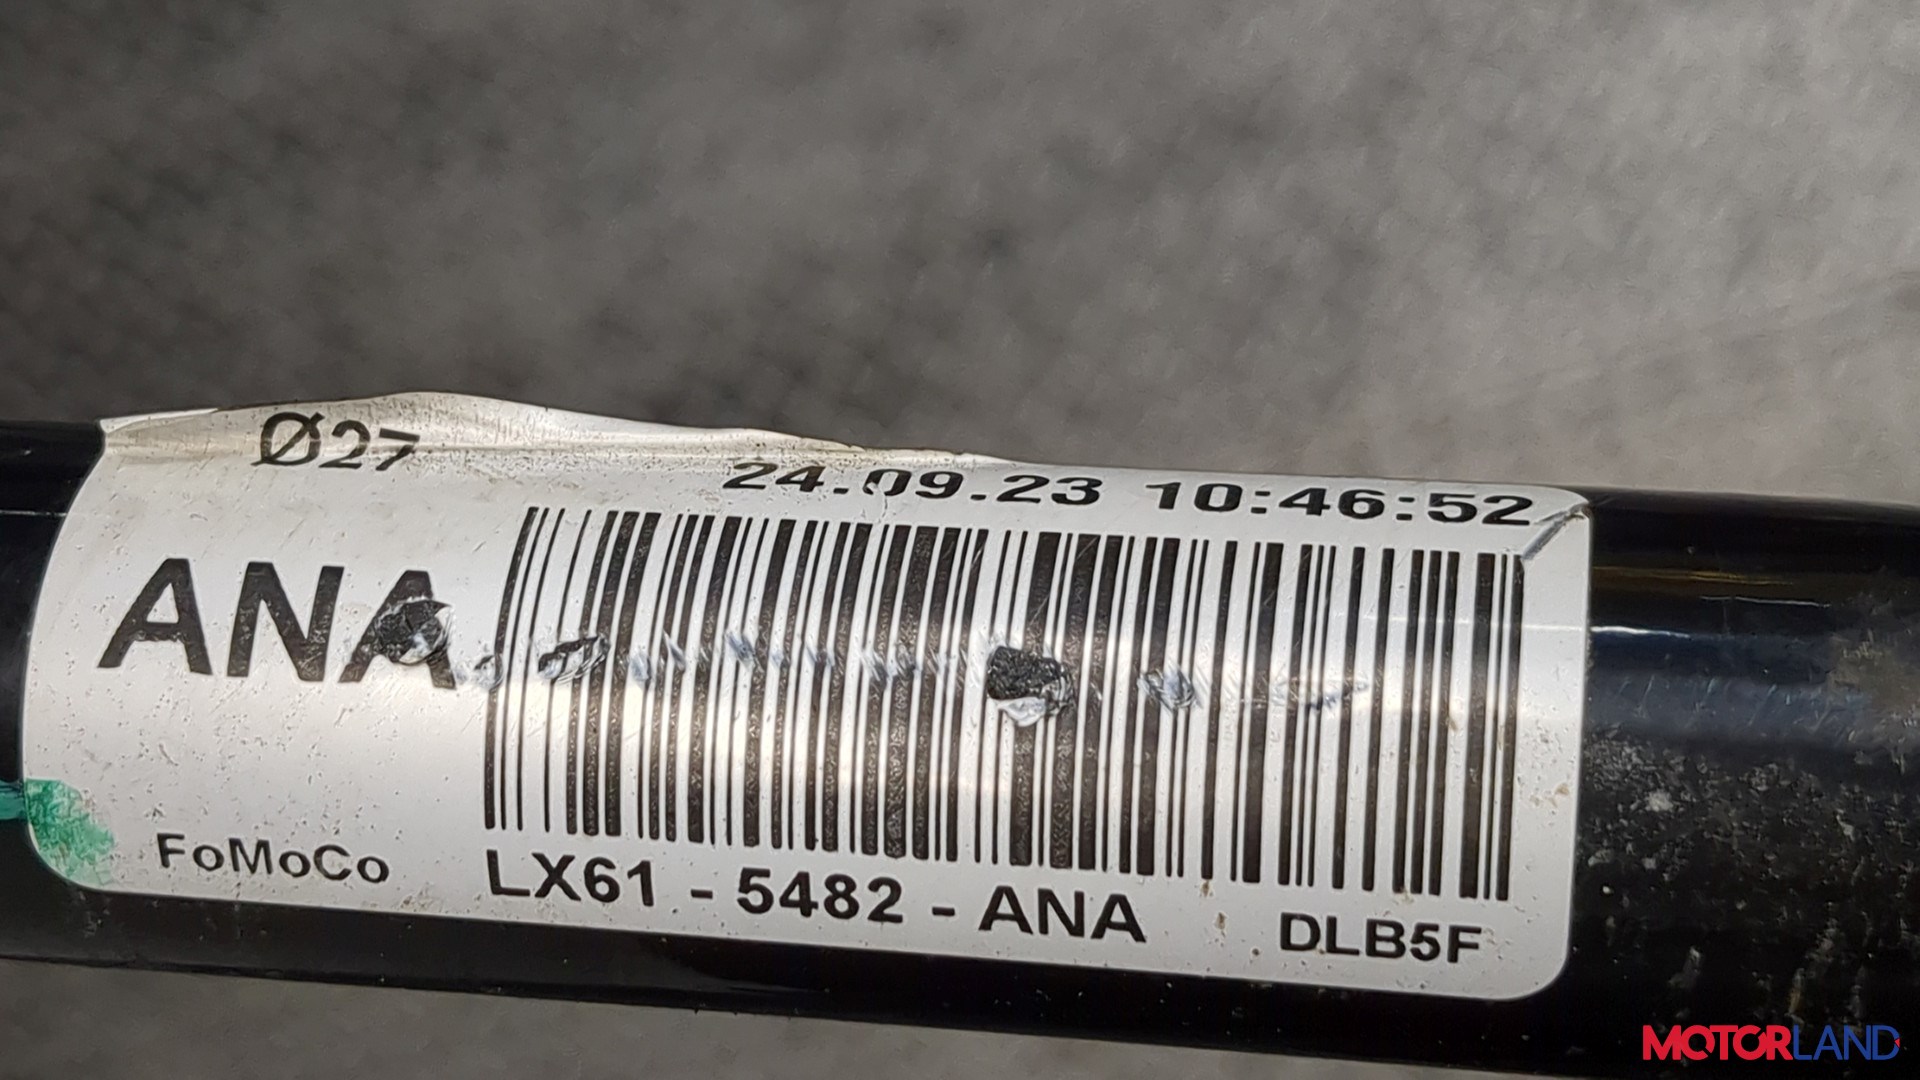 Ø27
24.09.23 10:46:52
ANA
FoMoCo
LX61 - 5482 - ANA DLB5F
MOTORLAND